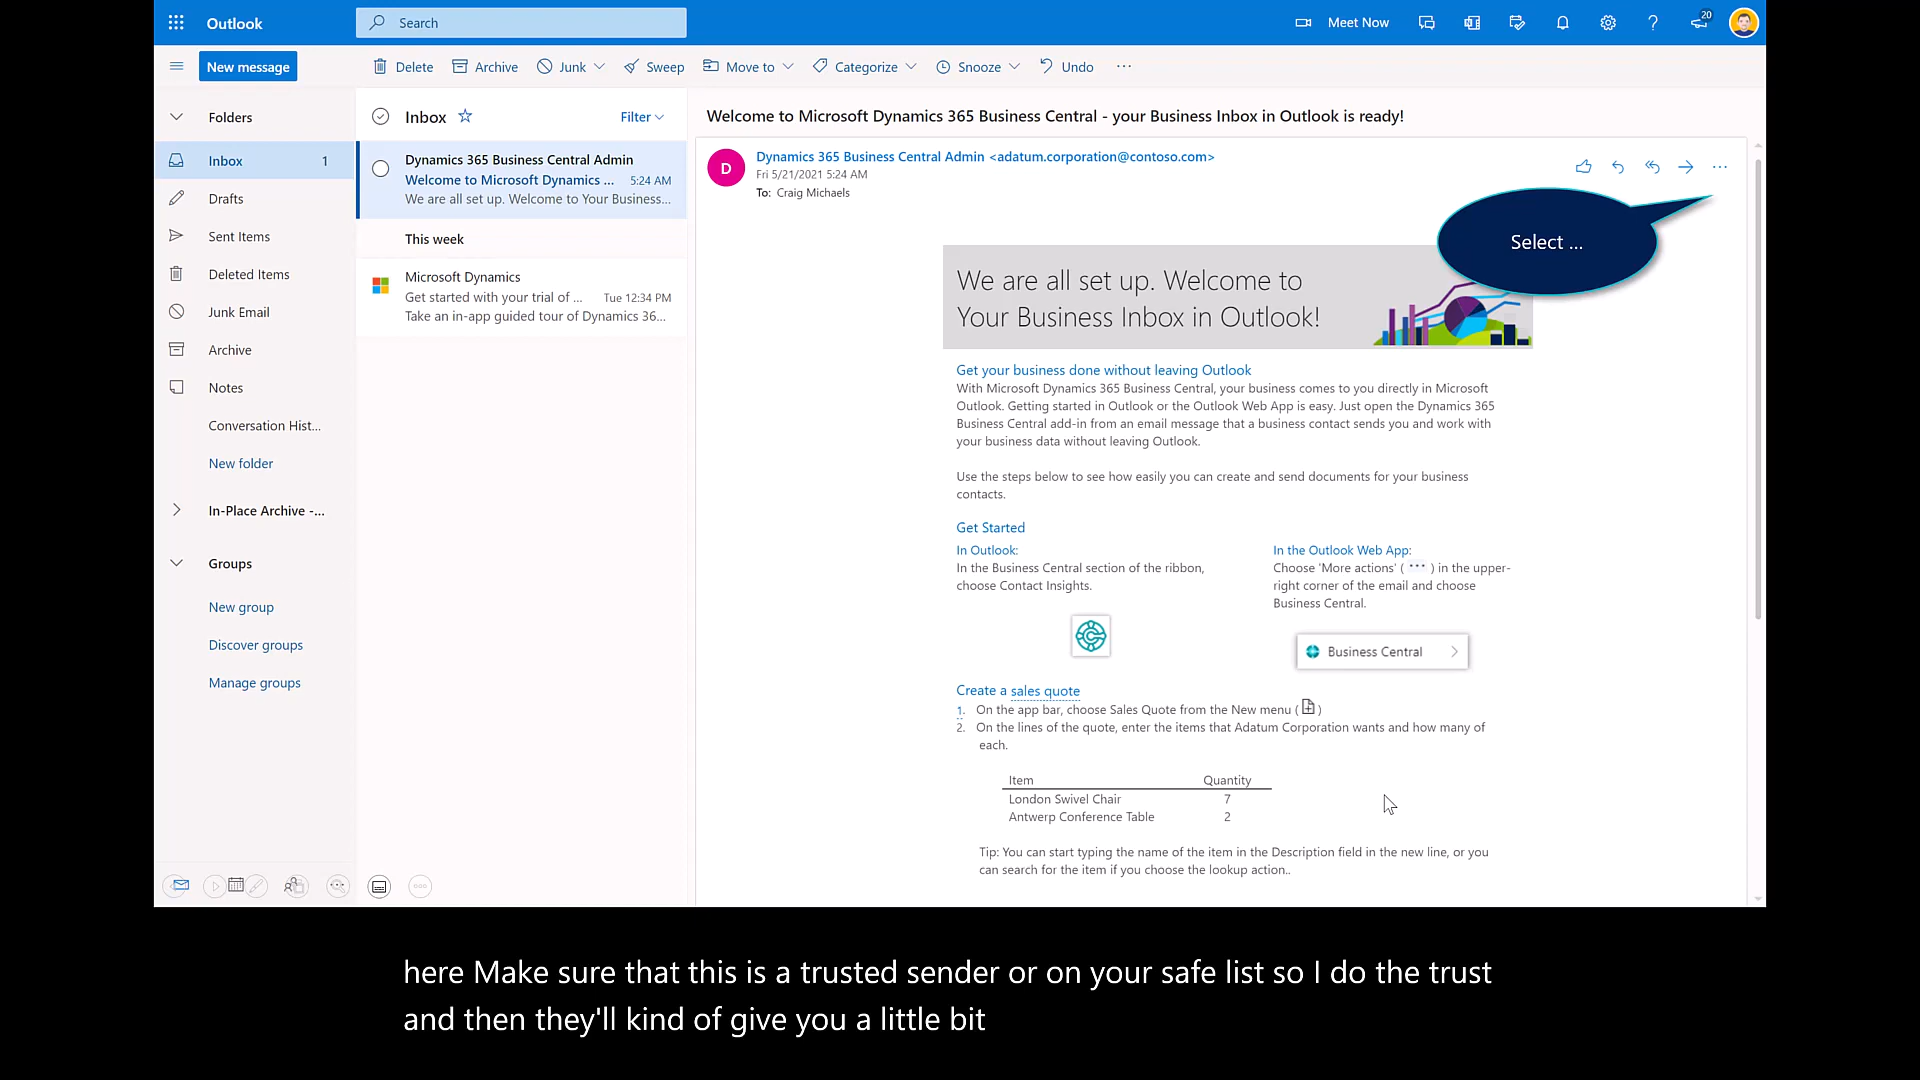 Outlook
Search
Meet Now
20
New message
Delete
Archive
Junk
Sweep
Move to
Categorize
Snooze
Undo
Folders
Inbox 1
Drafts
Sent Items
Deleted Items
Junk Email
Archive
Notes
Conversation Hist...
New folder
In-Place Archive -...
Groups
New group
Discover groups
Manage groups
Inbox
Filter
Dynamics 365 Business Central Admin
Welcome to Microsoft Dynamics ... 5:24 AM
We are all set up. Welcome to Your Business...
This week
Microsoft Dynamics
Get started with your trial of ... Tue 12:34 PM
Take an in-app guided tour of Dynamics 36...
Welcome to Microsoft Dynamics 365 Business Central - your Business Inbox in Outlook is ready!
D
Dynamics 365 Business Central Admin <adatum.corporation@contoso.com>
Fri 5/21/2021 5:24 AM
To: Craig Michaels
Select ...
We are all set up. Welcome to
Your Business Inbox in Outlook!
Get your business done without leaving Outlook
With Microsoft Dynamics 365 Business Central, your business comes to you directly in Microsoft
Outlook. Getting started in Outlook or the Outlook Web App is easy. Just open the Dynamics 365
Business Central add-in from an email message that a business contact sends you and work with
your business data without leaving Outlook.
Use the steps below to see how easily you can create and send documents for your business
contacts.
Get Started
In Outlook:
In the Business Central section of the ribbon,
choose Contact Insights.
In the Outlook Web App:
Choose 'More actions' ( ••• ) in the upper-
right corner of the email and choose
Business Central.
Business Central
Create a sales quote
1. On the app bar, choose Sales Quote from the New menu ( )
2. On the lines of the quote, enter the items that Adatum Corporation wants and how many of
each.
Item Quantity
London Swivel Chair 7
Antwerp Conference Table 2
Tip: You can start typing the name of the item in the Description field in the new line, or you
can search for the item if you choose the lookup action..
here Make sure that this is a trusted sender or on your safe list so I do the trust
and then they'll kind of give you a little bit